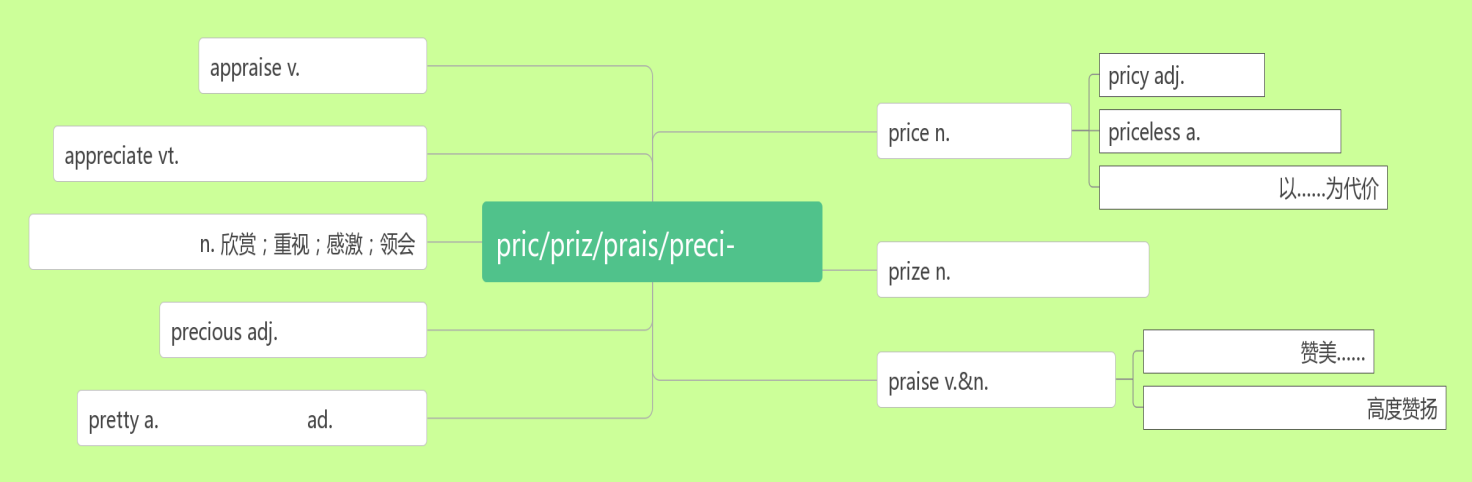 appraise v.
appreciate vt.
n. 欣赏；重视；感激；领会
precious adj.
pretty a. ad.
pric/priz/prais/preci-
price n.
pricy adj.
priceless a.
以……为代价
prize n.
praise v.&n.
赞美……
高度赞扬